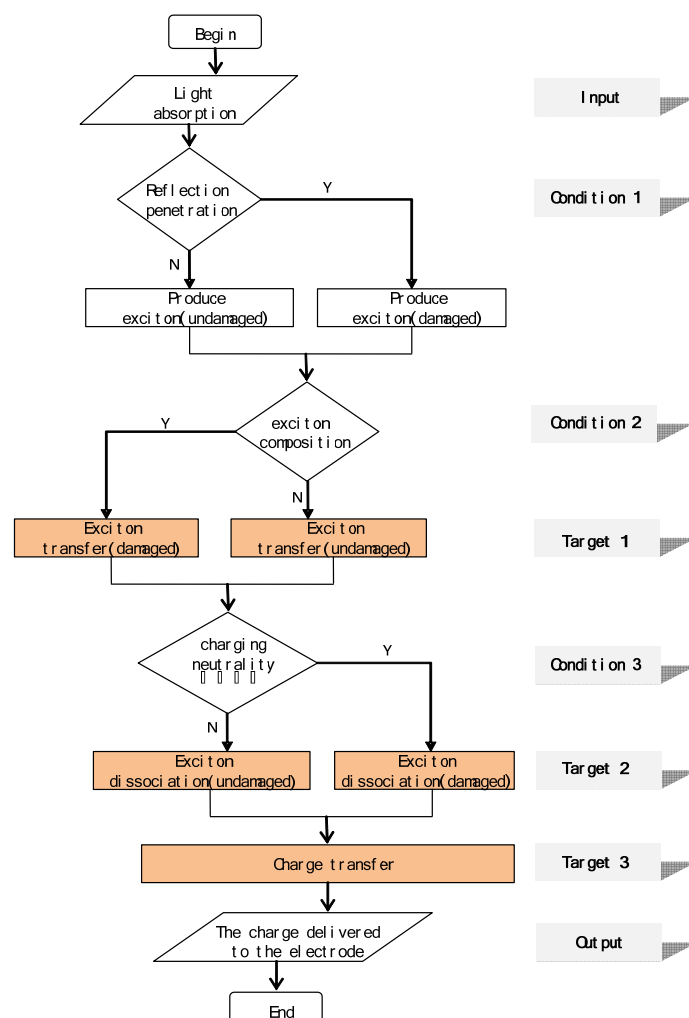 Begin
Light
absorption
Input
Reflection
penetration
Y
Condition 1
N
Produce
exciton(undamaged)
Produce
exciton(damaged)
Y
exciton
composition
Condition 2
N
Exciton
transfer(damaged)
Exciton
transfer(undamaged)
Target 1
charging
neutrality
Y
Condition 3
N
Exciton
dissociation(undamaged)
Exciton
dissociation(damaged)
Target 2
Charge transfer
Target 3
The charge delivered
to the electrode
Output
End